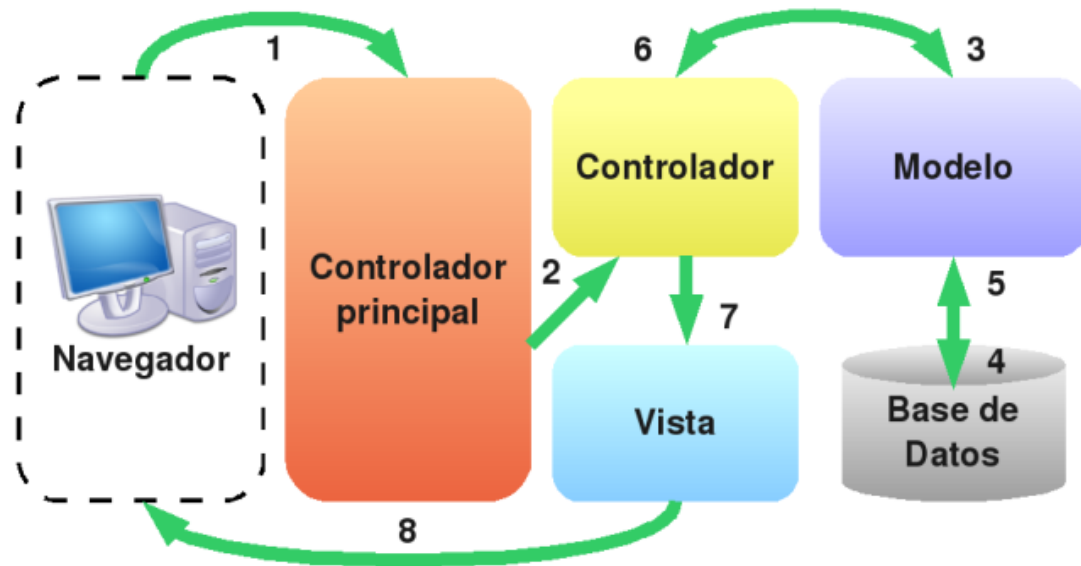 1
6
3
Controlador
Modelo
Controlador
principal
2
5
Navegador
7
4
Vista
Base de
Datos
8